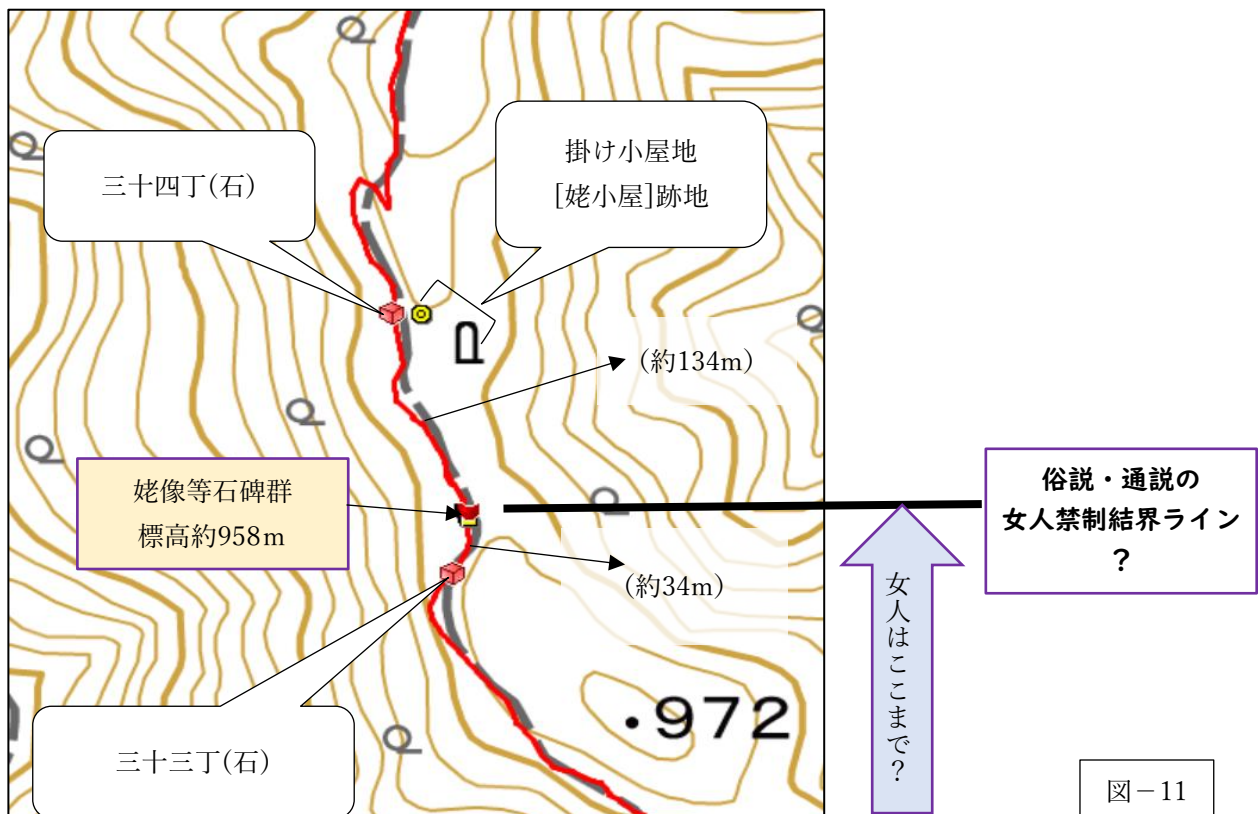 三十四丁(石)
掛け小屋地
[姥小屋]跡地
(約134m)
姥像等石碑群
標高約958m
俗説・通説の
女人禁制結界ライン
?
(約34m)
女人はここまで?
・972
三十三丁(石)
図－11